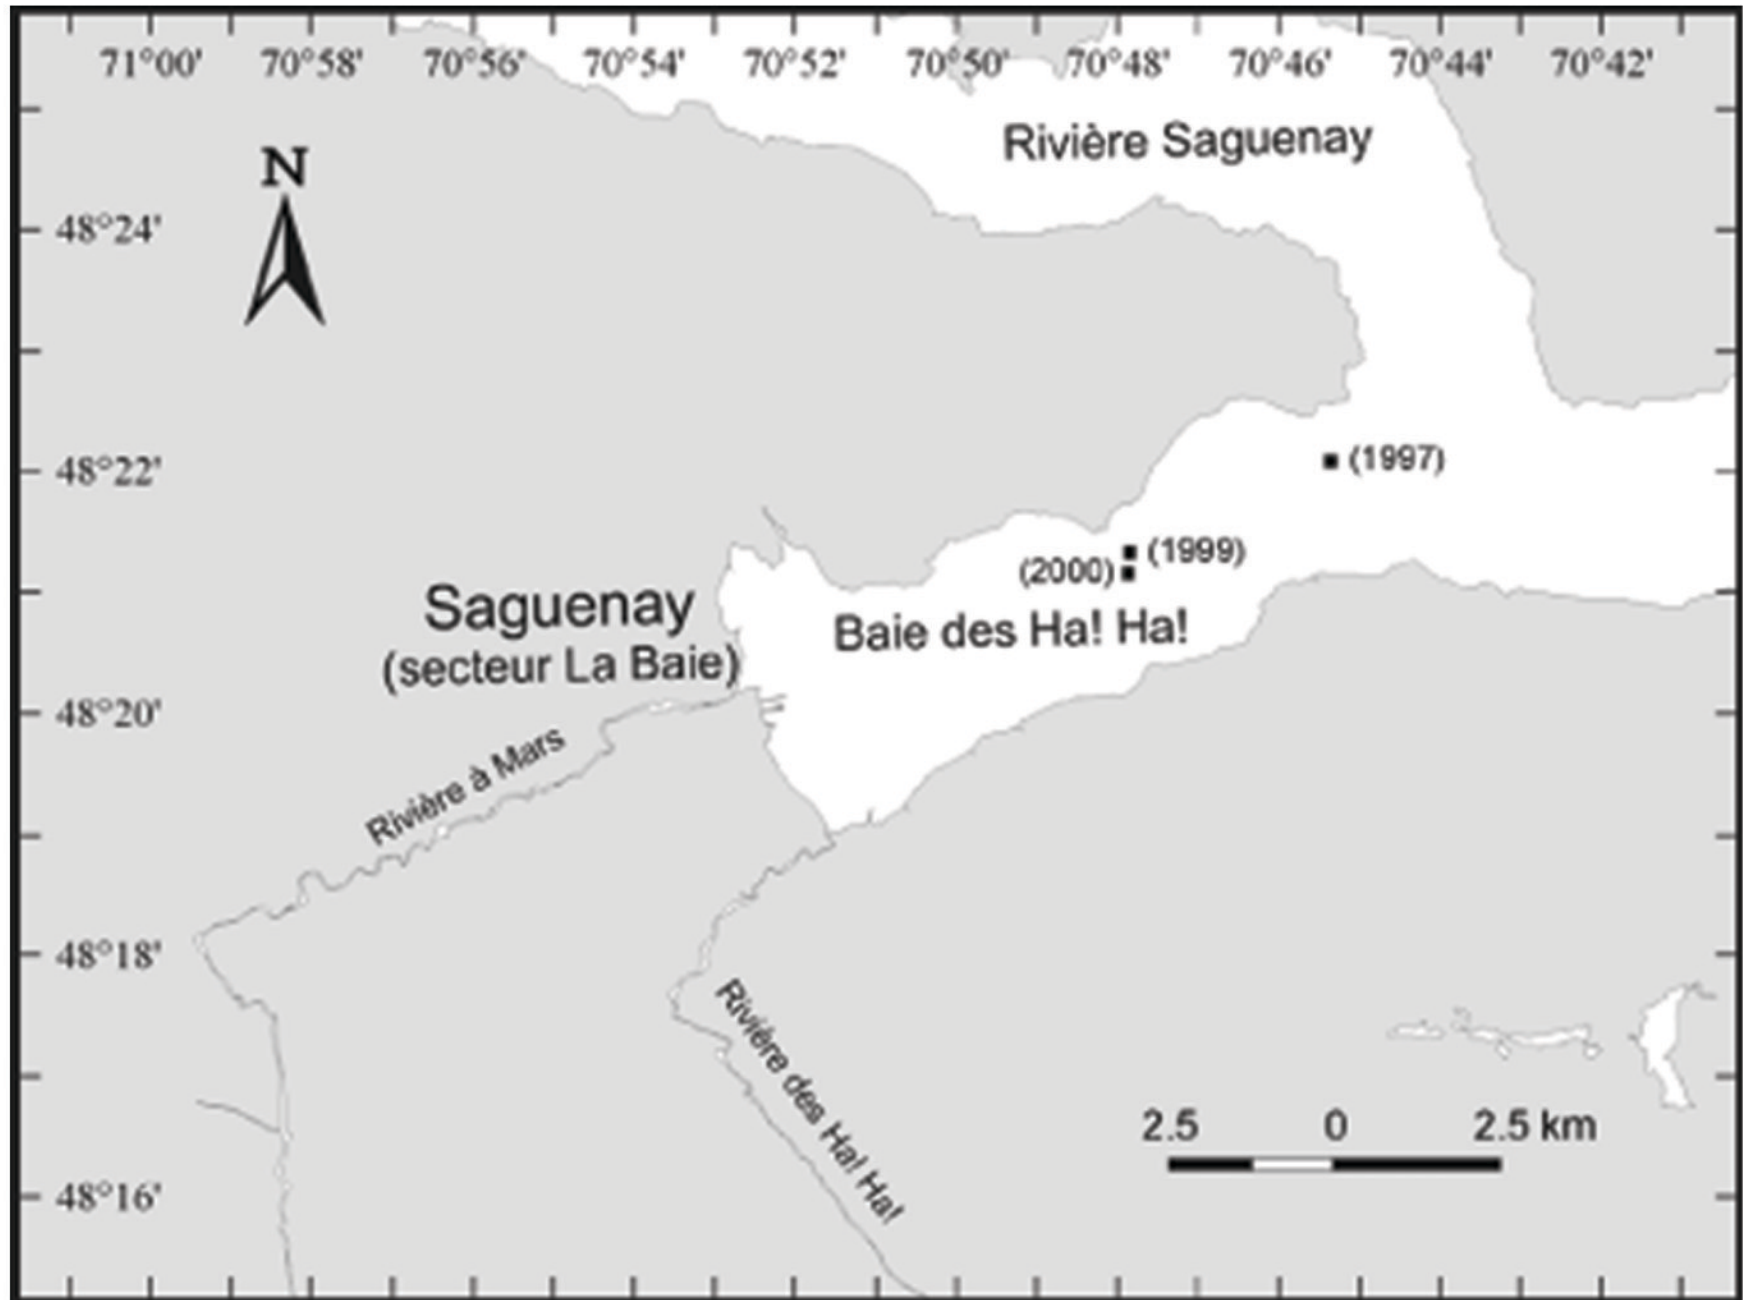 71°00' 70°58' 70°56' 70°54' 70°52' 70°50' 70°48' 70°46' 70°44' 70°42'
Rivière Saguenay
N
48°24'
48°22'
(1997)
(1999)
(2000)
Saguenay
(secteur La Baie)
Baie des Ha! Ha!
48°20'
Rivière à Mars
48°18'
Rivière des Ha! Ha!
2.5 0 2.5 km
48°16'